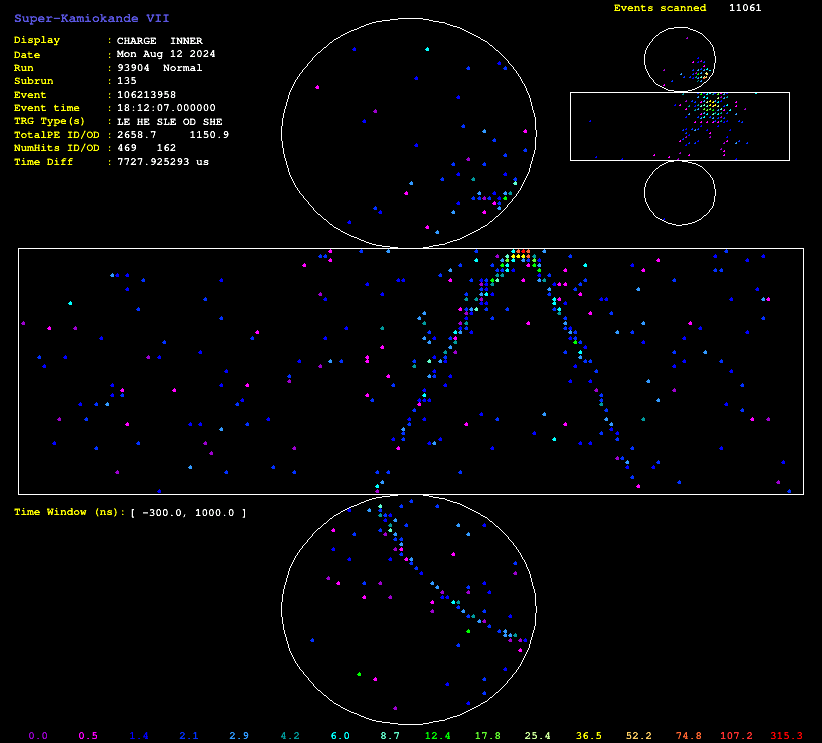 Super-Kamiokande VII
Events scanned 11061
Display : CHARGE INNER
Date : Mon Aug 12 2024
Run : 93904 Normal
Subrun : 135
Event : 106213958
Event time : 18:12:07.000000
TRG Type(s) : LE HE SLE OD SHE
TotalPE ID/OD : 2658.7 1150.9
NumHits ID/OD : 469 162
Time Diff : 7727.925293 us
Time Window (ns): [ -300.0, 1000.0 ]
0.0 0.5 1.4 2.1 2.9 4.2 6.0 8.7 12.4 17.8 25.4 36.5 52.2 74.8 107.2 315.3